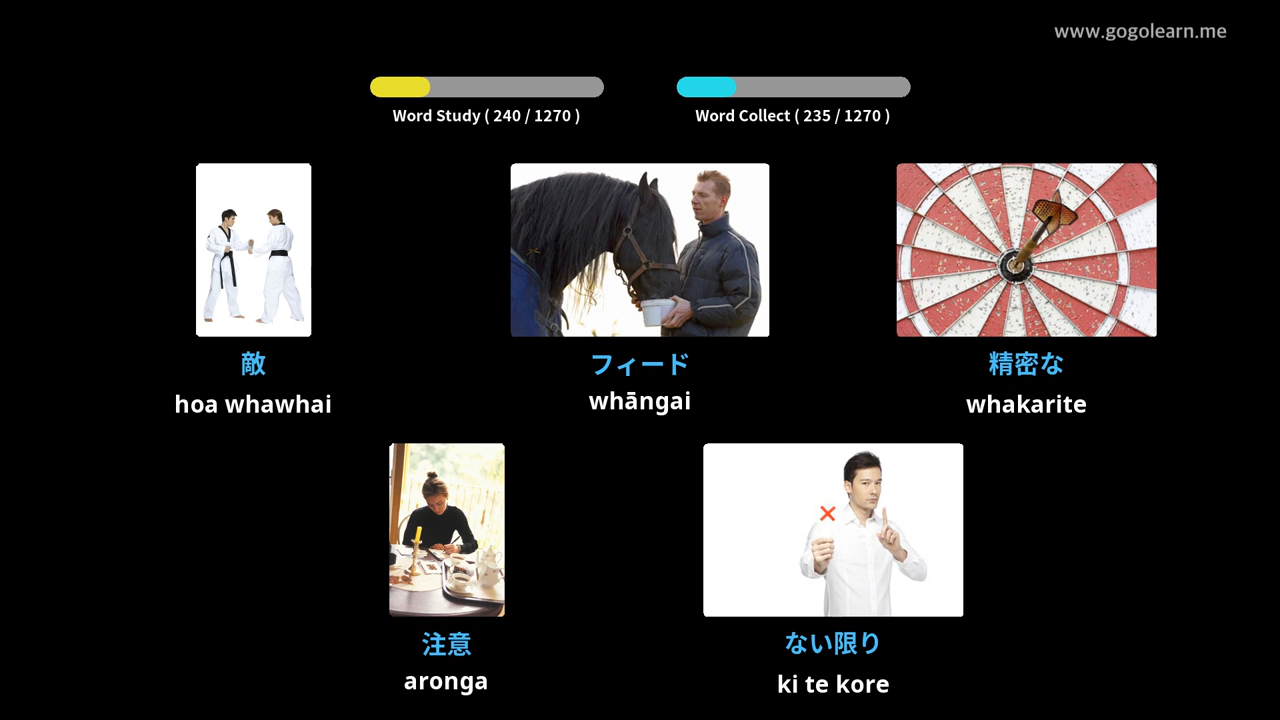 www.gogolearn.me
Word Study ( 240 / 1270 )
Word Collect ( 235 / 1270 )
敵
hoa whawhai
フィード
whāngai
精密な
whakarite
注意
aronga
ない限り
ki te kore